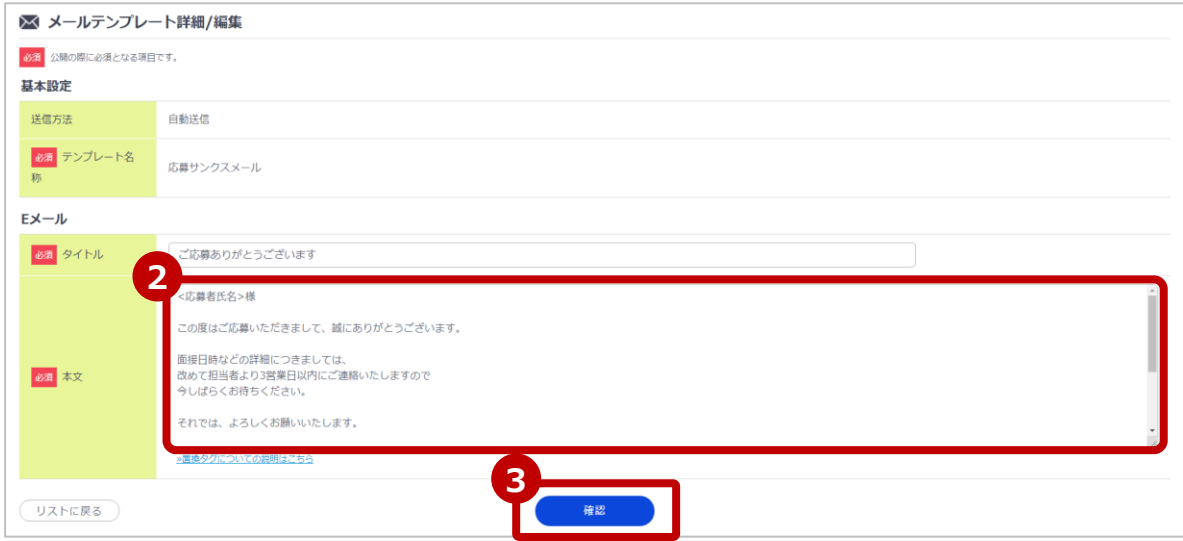 メールテンプレート詳細/編集
必須 公開の際に必須となる項目です。
基本設定
送信方法 自動送信
必須 テンプレート名
称
応募サンクスメール
Eメール
必須 タイトル ご応募ありがとうございます
2
<応募者氏名>様
この度はご応募いただきまして、誠にありがとうございます。
面接日時などの詳細につきましては、
改めて担当者より3営業日以内にご連絡いたしますので
今しばらくお待ちください。
それでは、よろしくお願いいたします。
必須 本文
»置換タグについての説明はこちら
3
リストに戻る 確認